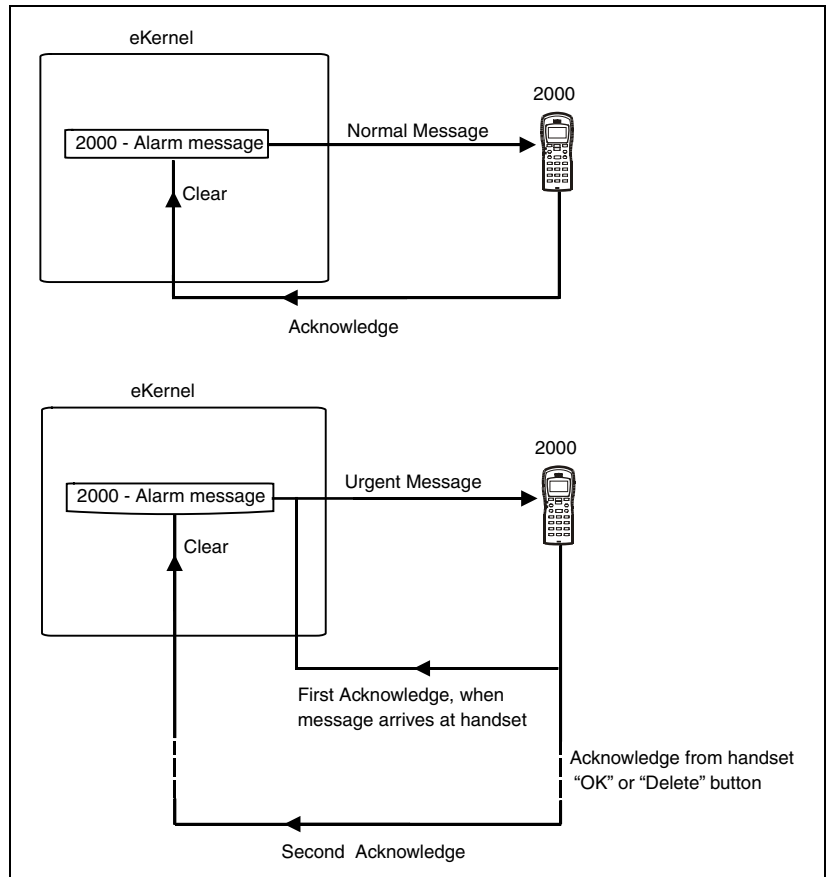 eKernel
2000
2000 - Alarm message
Normal Message
Clear
Acknowledge
eKernel
2000
2000 - Alarm message
Urgent Message
Clear
First Acknowledge, when
message arrives at handset
Acknowledge from handset
“OK” or “Delete” button
Second Acknowledge